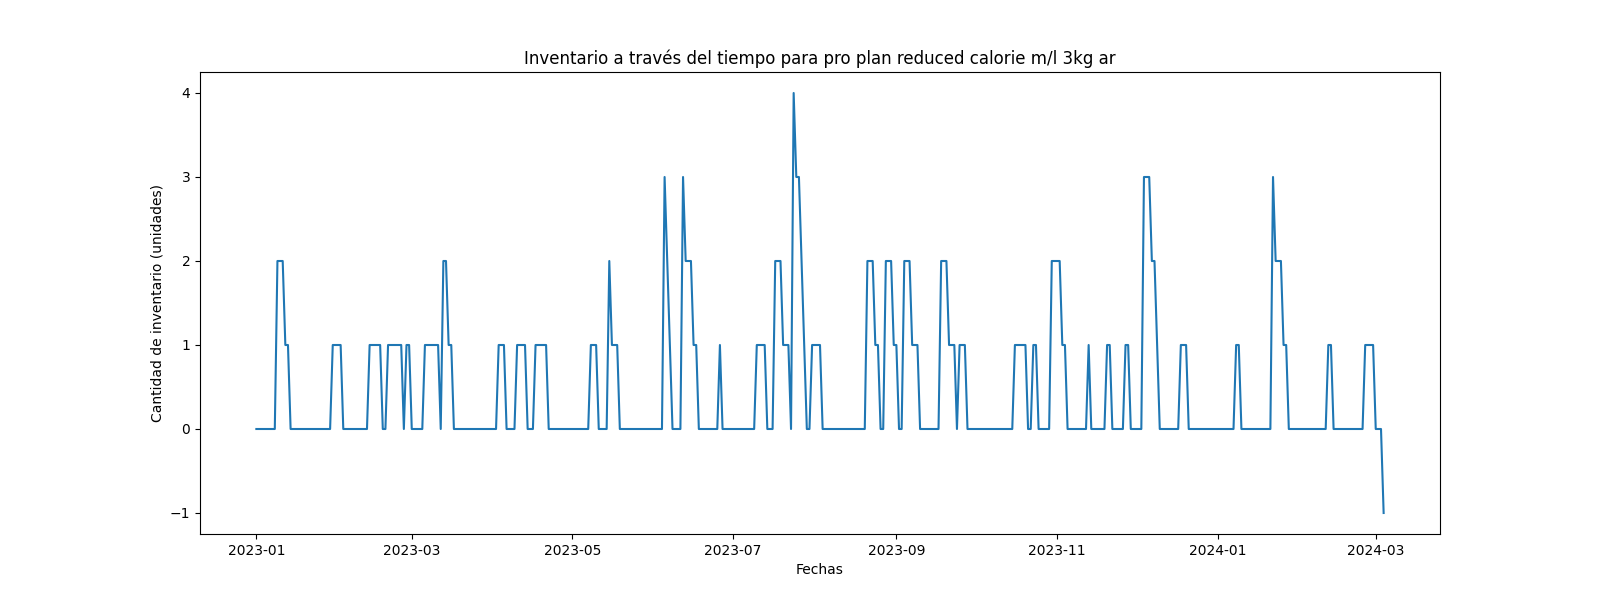 Inventario a través del tiempo para pro plan reduced calorie m/l 3kg ar
Cantidad de inventario (unidades)
4
3
2
1
0
−1
2023-01 2023-03 2023-05 2023-07 2023-09 2023-11 2024-01 2024-03
Fechas